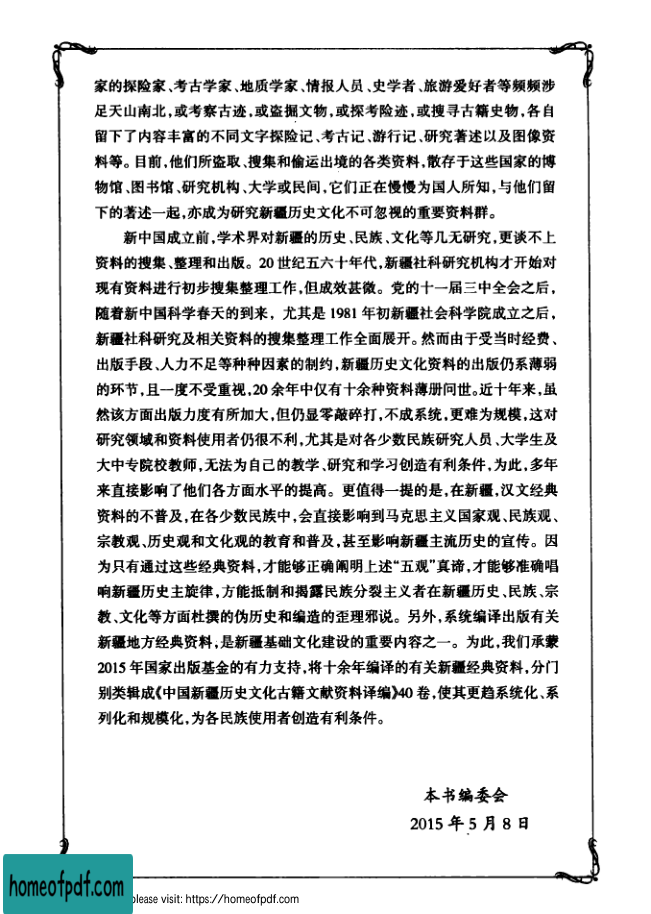 家的探险家、考古学家、地质学家、情报人员、史学者、旅游爱好者等频频涉
足天山南北,或考察古迹,或盗掘文物,或探考险迹,或搜寻古籍史物,各自
留下了内容丰富的不同文字探险记、考古记、游行记、研究著述以及图像资
料等。目前,他们所盗取、搜集和偷运出境的各类资料,散存于这些国家的博
物馆、图书馆、研究机构、大学或民间,它们正在慢慢为国人所知,与他们留
下的著述一起,亦成为研究新疆历史文化不可忽视的重要资料群。
新中国成立前,学术界对新疆的历史、民族、文化等几无研究,更谈不上
资料的搜集、整理和出版。20世纪五六十年代,新疆社科研究机构才开始对
现有资料进行初步搜集整理工作,但成效甚微。党的十一届三中全会之后,
随着新中国科学春天的到来，尤其是1981年初新疆社会科学院成立之后,
新疆社科研究及相关资料的搜集整理工作全面展开。然而由于受当时经费、
出版手段、人力不足等种种因素的制约,新疆历史文化资料的出版仍系薄弱
的环节,且一度不受重视,20余年中仅有十余种资料薄册问世。近十年来,虽
然该方面出版力度有所加大,但仍显零敲碎打,不成系统,更难为规模,这对
研究领域和资料使用者仍很不利,尤其是对各少数民族研究人员、大学生及
大中专院校教师,无法为自己的教学、研究和学习创造有利条件,为此,多年
来直接影响了他们各方面水平的提高。更值得一提的是,在新疆,汉文经典
资料的不普及,在各少数民族中,会直接影响到马克思主义国家观、民族观、
宗教观、历史观和文化观的教育和普及,甚至影响新疆主流历史的宣传。因
为只有通过这些经典资料,才能够正确阐明上述“五观”真谛,才能够准确唱
响新疆历史主旋律,方能抵制和揭露民族分裂主义者在新疆历史、民族、宗
教、文化等方面杜撰的伪历史和编造的歪理邪说。另外,系统编译出版有关
新疆地方经典资料,是新疆基础文化建设的重要内容之一。为此,我们承蒙
2015年国家出版基金的有力支持,将十余年编译的有关新疆经典资料,分门
别类辑成《中国新疆历史文化古籍文献资料译编》40卷,使其更趋系统化、系
列化和规模化,为各民族使用者创造有利条件。
本书编委会
2015年5月8日
homeofpdf.com
please visit: https://homeofpdf.com